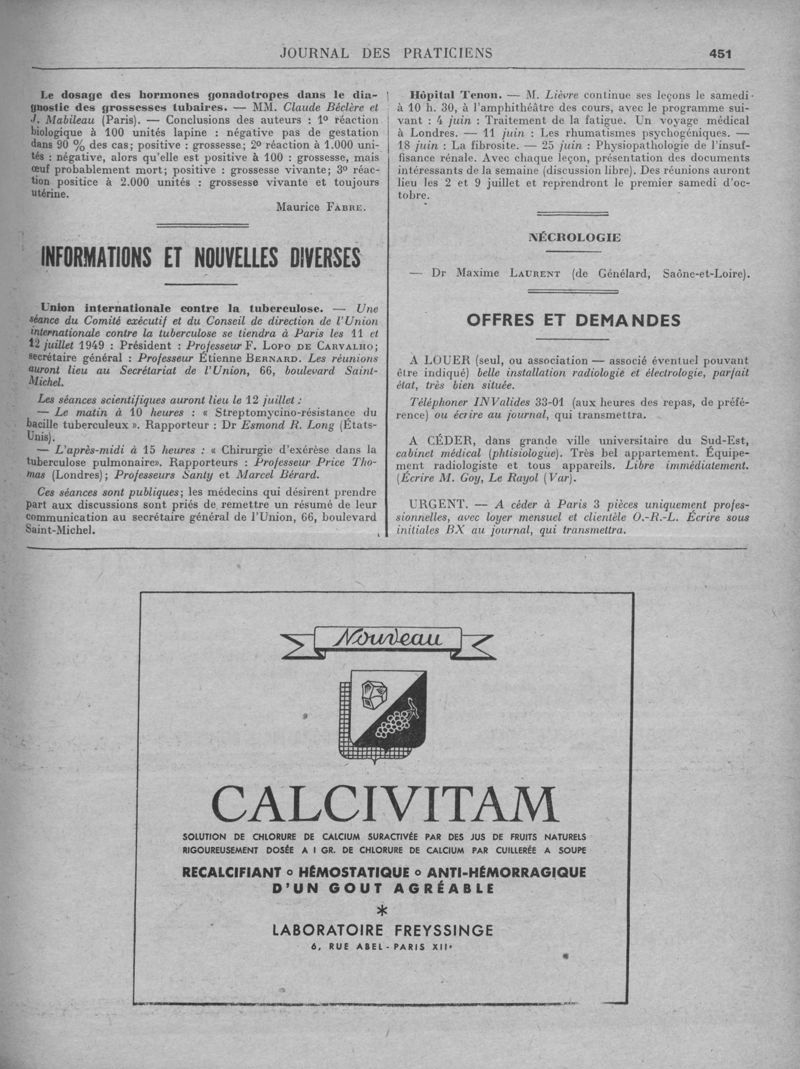 JOURNAL DES PRATICIENS 451
Le dosage des hormones gonadotropes dans le dia-
gnostic des grossesses tubaires. — MM. Claude Béclère et
J. Mabileau (Paris). — Conclusions des auteurs : 1º réaction
biologique à 100 unités lapine : négative pas de gestation
dans 90 % des cas; positive : grossesse; 2º réaction à 1.000 uni-
tés : négative, alors qu'elle est positive à 100 : grossesse, mais
œuf probablement mort; positive : grossesse vivante; 3º réac-
tion positice à 2.000 unités : grossesse vivante et toujours
utérine.
Maurice FABRE.
INFORMATIONS ET NOUVELLES DIVERSES
Union internationale contre la tuberculose. — Une
séance du Comité exécutif et du Conseil de direction de l'Union
internationale contre la tuberculose se tiendra à Paris les 11 et
12 juillet 1949 : Président : Professeur F. LOPO DE CARVALHO;
secrétaire général : Professeur Étienne BERNARD. Les réunions
auront lieu au Secrétariat de l'Union, 66, boulevard Saint-
Michel.
Les séances scientifiques auront lieu le 12 juillet :
— Le matin à 10 heures : « Streptomycino-résistance du
bacille tuberculeux ». Rapporteur : Dr Esmond R. Long (États-
Unis).
— L'après-midi à 15 heures : « Chirurgie d'exérèse dans la
tuberculose pulmonaire». Rapporteurs : Professeur Price Tho-
mas (Londres); Professeurs Santy et Marcel Bérard.
Ces séances sont publiques; les médecins qui désirent prendre
part aux discussions sont priés de remettre un résumé de leur
communication au secrétaire général de l'Union, 66, boulevard
Saint-Michel.
Hôpital Tenon. — M. Lièvre continue ses leçons le samedi
à 10 h. 30, à l'amphithéâtre des cours, avec le programme sui-
vant : 4 juin : Traitement de la fatigue. Un voyage médical
à Londres. — 11 juin : Les rhumatismes psychogéniques. —
18 juin : La fibrosite. — 25 juin : Physiopathologie de l'insuf-
fisance rénale. Avec chaque leçon, présentation des documents
intéressants de la semaine (discussion libre). Des réunions auront
lieu les 2 et 9 juillet et reprendront le premier samedi d'oc-
tobre.
NÉCROLOGIE
— Dr Maxime LAURENT (de Génélard, Saône-et-Loire).
OFFRES ET DEMANDES
A LOUER (seul, ou association — associé éventuel pouvant
être indiqué) belle installation radiologie et électrologie, parfait
état, très bien située.
Téléphoner INValides 33-01 (aux heures des repas, de préfé-
rence) ou écrire au journal, qui transmettra.
A CÉDER, dans grande ville universitaire du Sud-Est,
cabinet médical (phtisiologie). Très bel appartement. Équipe-
ment radiologiste et tous appareils. Libre immédiatement.
(Écrire M. Goy, Le Rayol (Var).
URGENT. — A céder à Paris 3 pièces uniquement profes-
sionnelles, avec loyer mensuel et clientèle O.-R.-L. Écrire sous
initiales BX au journal, qui transmettra.
Nouveau
CALCIVITAM
SOLUTION DE CHLORURE DE CALCIUM SURACTIVÉE PAR DES JUS DE FRUITS NATURELS
RIGOUREUSEMENT DOSÉE A 1 GR. DE CHLORURE DE CALCIUM PAR CUILLERÉE A SOUPE
RECALCIFIANT o HÉMOSTATIQUE o ANTI-HÉMORRAGIQUE
D'UN GOUT AGRÉABLE
*
LABORATOIRE FREYSSINGE
6, RUE ABEL - PARIS XIIe